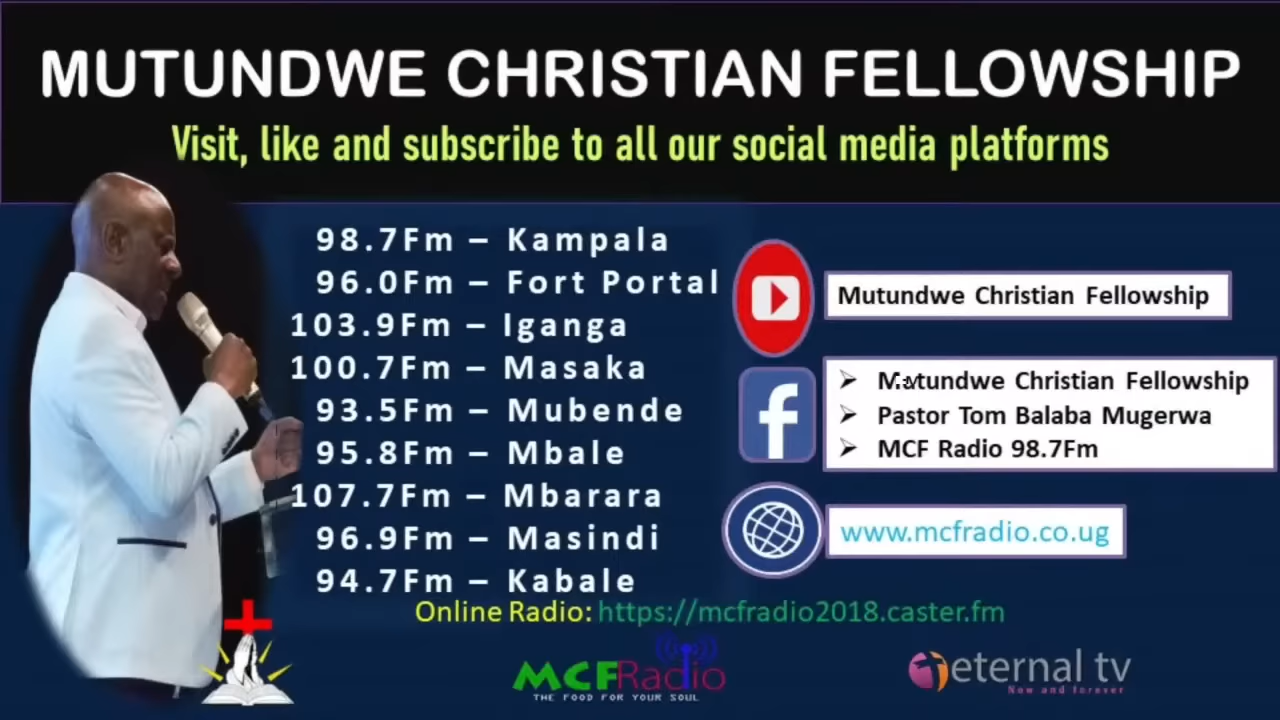 MUTUNDWE CHRISTIAN FELLOWSHIP
Visit, like and subscribe to all our social media platforms
98.7Fm – Kampala
96.0Fm – Fort Portal
103.9Fm – Iganga
100.7Fm – Masaka
93.5Fm – Mubende
95.8Fm – Mbale
107.7Fm – Mbarara
96.9Fm – Masindi
94.7Fm – Kabale
Mutundwe Christian Fellowship
Mutundwe Christian Fellowship
Pastor Tom Balaba Mugerwa
MCF Radio 98.7Fm
www.mcfradio.co.ug
Online Radio: https://mcfradio2018.caster.fm
MCFRadio
THE FOOD FOR YOUR SOUL
eternal tv
Now and forever